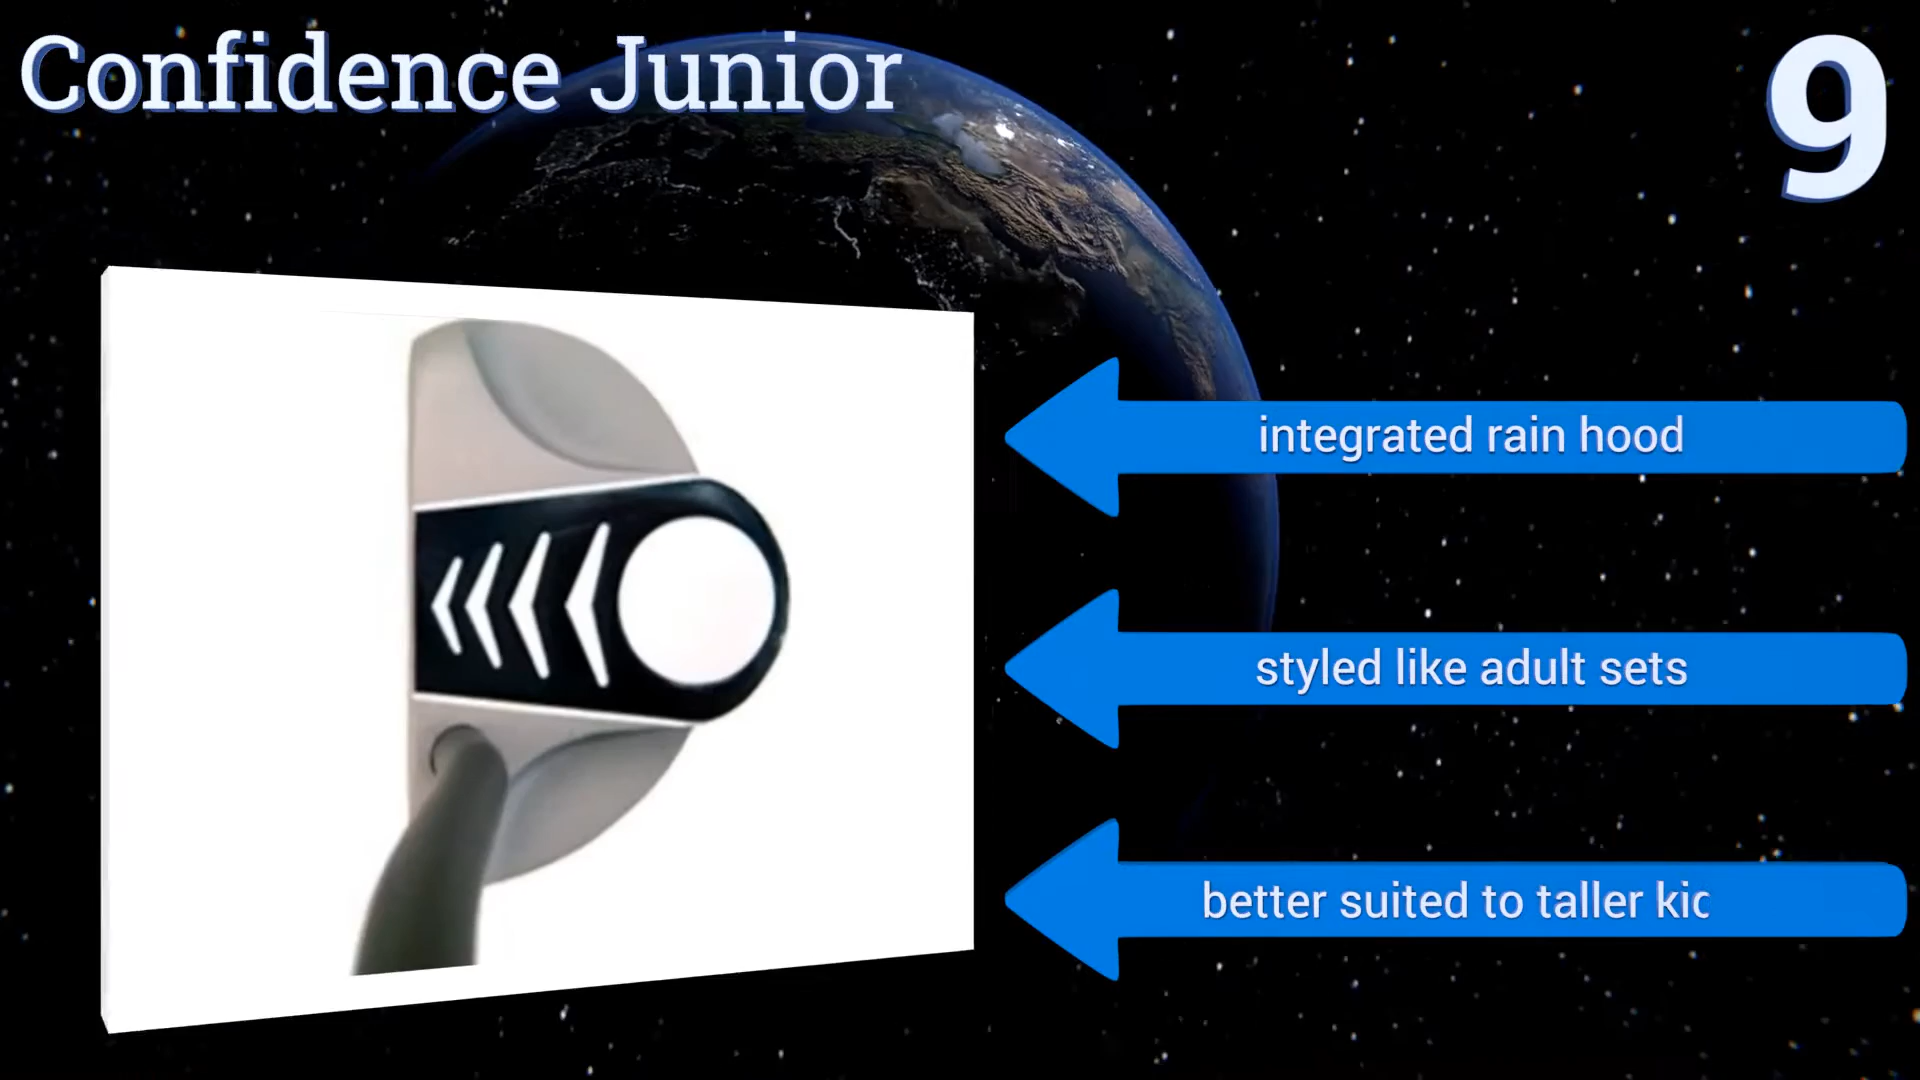 Confidence Junior
9
integrated rain hood
styled like adult sets
better suited to taller kic